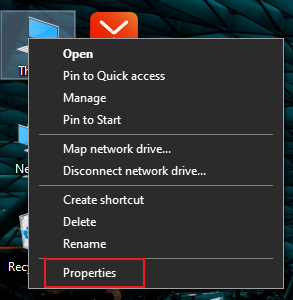 Th
Open
Pin to Quick access
Manage
Pin to Start
Map network drive...
Disconnect network drive...
Ne
Create shortcut
Delete
Rename
Recy
Properties